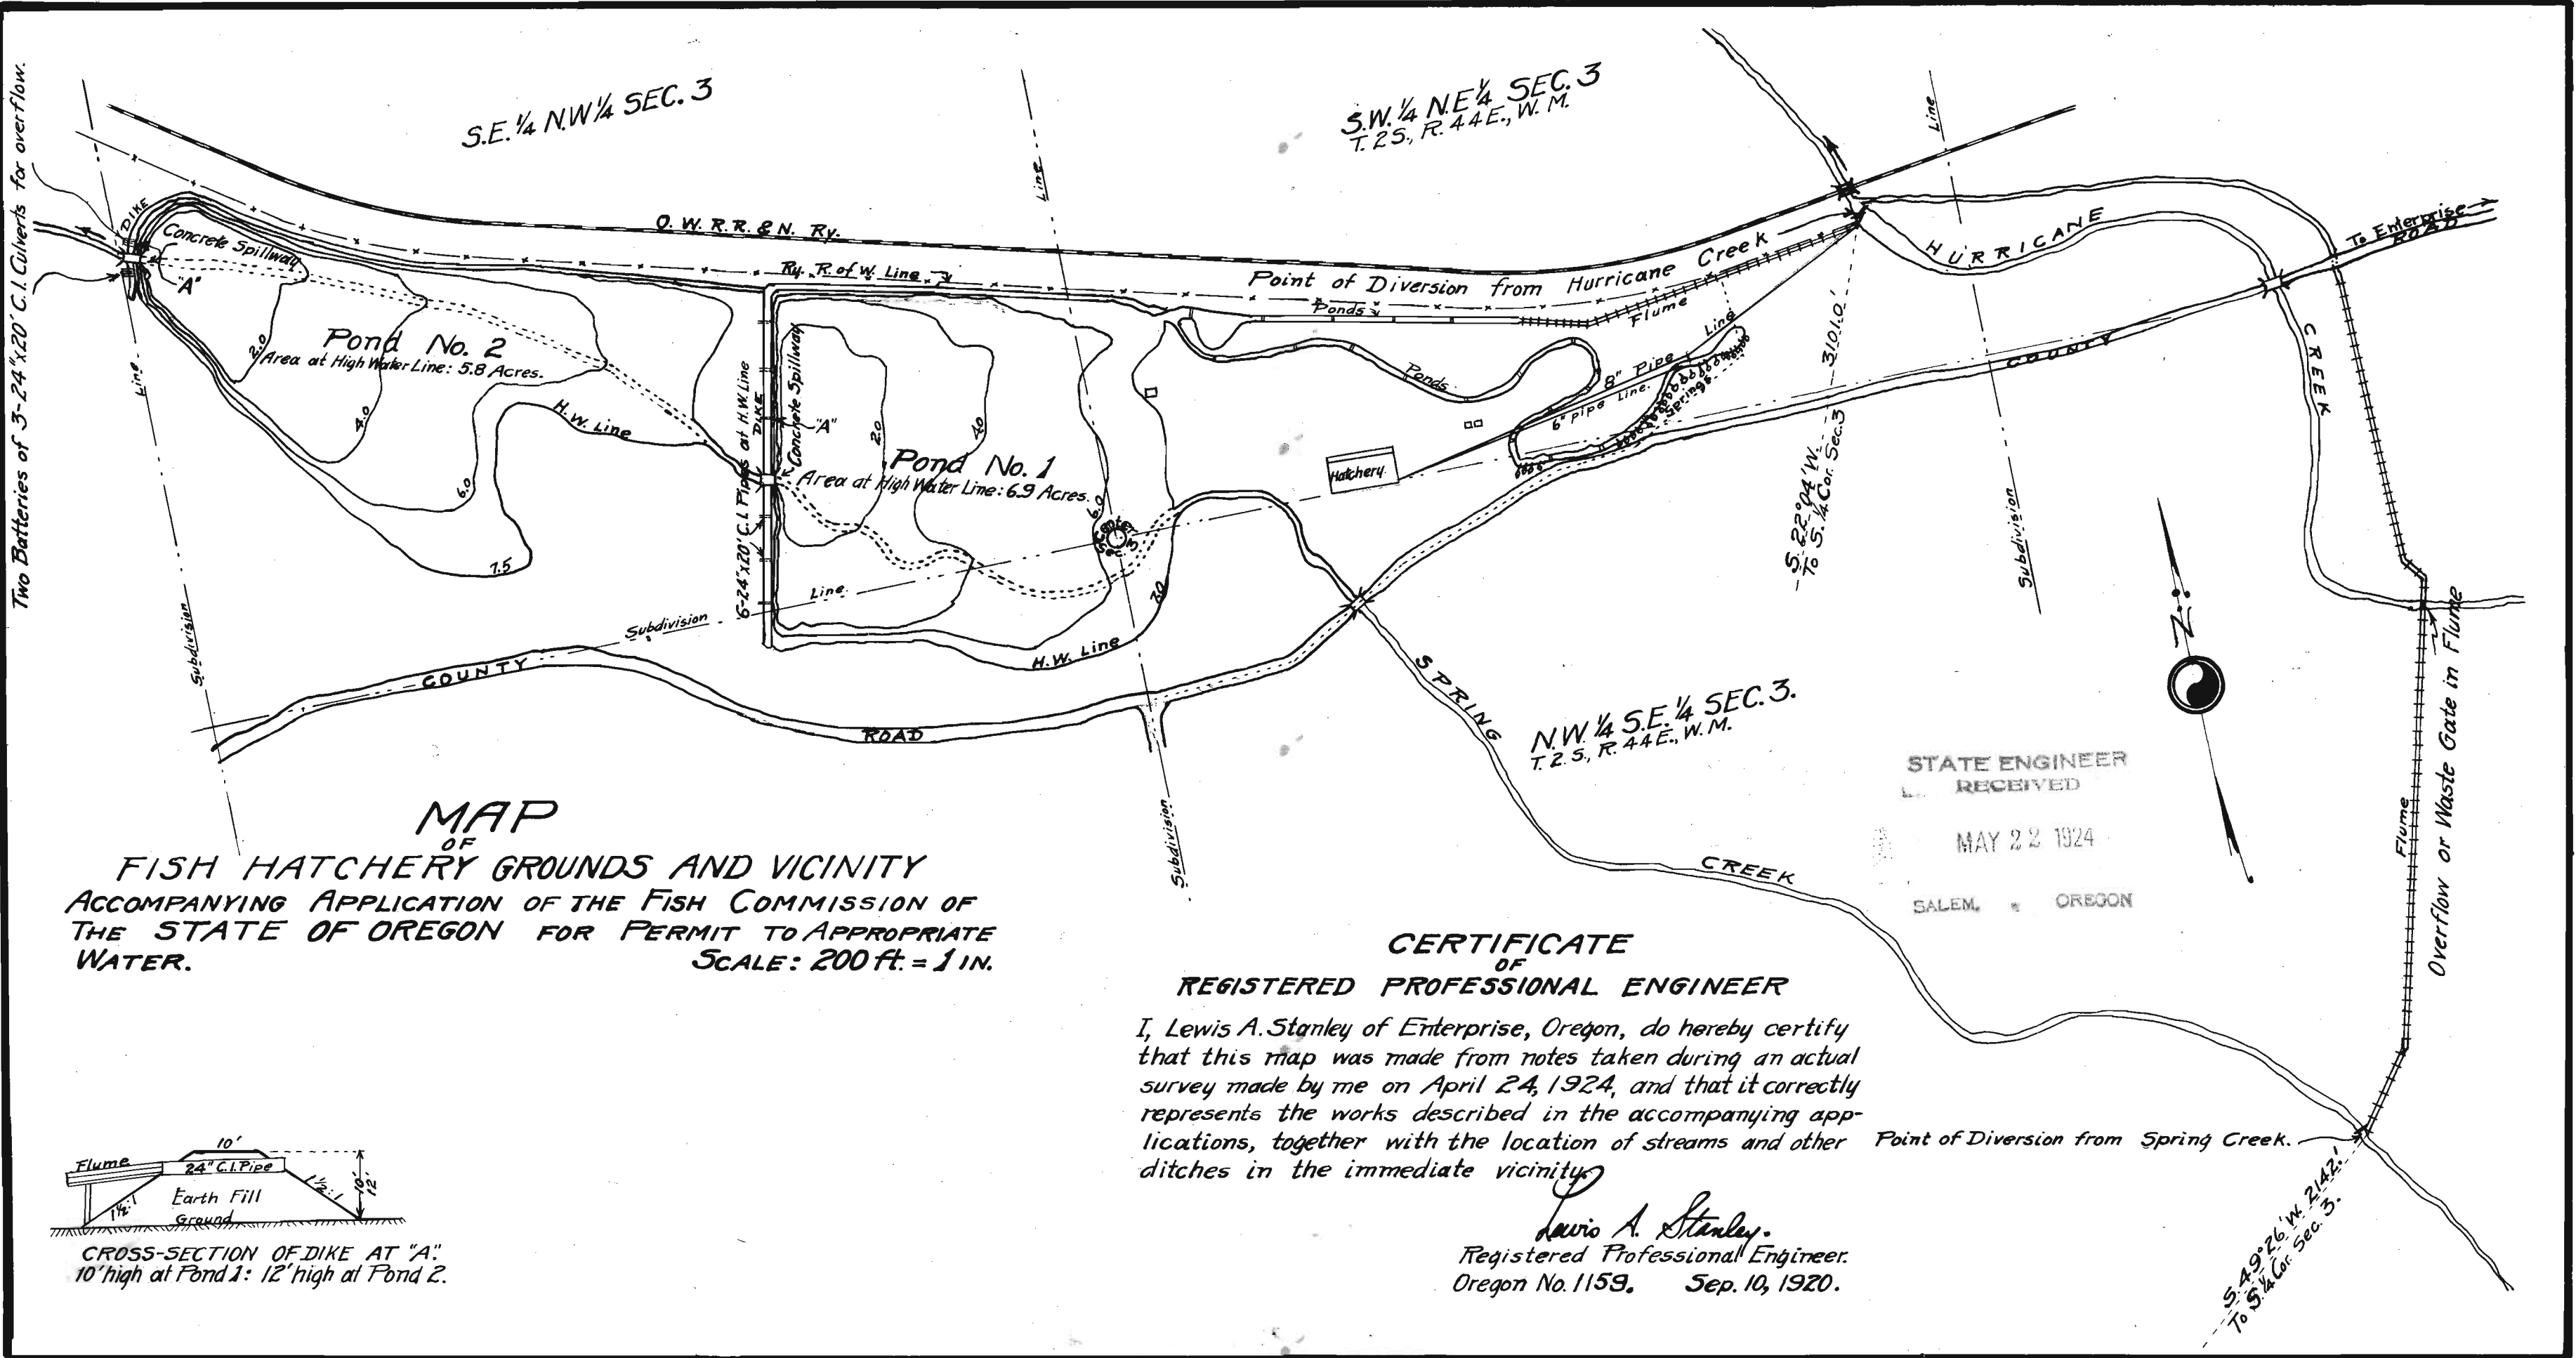 Two Batteries of 3-24"x20' C.I. Culverts for overflow.
S.E. ¼ N.W ¼ SEC. 3
S.W. ¼ N.E ¼ SEC. 3
T. 2 S., R. 44 E., W. M.
Line
Line
O. W. R. R. & N. Ry.
Ry. R. of W. Line
Point of Diversion from Hurricane Creek
HURRICANE
CREEK
To Enterprise
ROAD
COUNTY
DIKE
Concrete Spillway
"A"
Pond No. 2
Area at High Water Line: 5.8 Acres.
2.0
4.0
6.0
7.5
H. W. Line
Line
Subdivision
6-24"x20' C.I. Pipes at H.W. Line
DIKE
Concrete Spillway
"A"
Pond No. 1
Area at High Water Line: 6.9 Acres.
2.0
4.0
6.0
7.0
Center
Sec. 3
H. W. Line
Subdivision Line
Ponds
Flume
Ponds
8" Pipe Line
6" Pipe Line
Springs
Hatchery
3101.0'
S. 22° 04' W.
To S. ¼ Cor. Sec. 3
Subdivision
COUNTY
ROAD
Subdivision
SPRING
CREEK
N.W. ¼ S.E. ¼ SEC. 3.
T. 2 S., R. 44 E., W. M.
N.
STATE ENGINEER
RECEIVED
MAY 22 1924
SALEM, OREGON
Flume
Overflow or Waste Gate in Flume
MAP
OF
FISH HATCHERY GROUNDS AND VICINITY
ACCOMPANYING APPLICATION OF THE FISH COMMISSION OF
THE STATE OF OREGON FOR PERMIT TO APPROPRIATE
WATER. SCALE: 200 ft. = 1 IN.
CERTIFICATE
OF
REGISTERED PROFESSIONAL ENGINEER
I, Lewis A. Stanley of Enterprise, Oregon, do hereby certify
that this map was made from notes taken during an actual
survey made by me on April 24, 1924, and that it correctly
represents the works described in the accompanying app-
lications, together with the location of streams and other
ditches in the immediate vicinity.
Lewis A. Stanley.
Registered Professional Engineer.
Oregon No. 1159. Sep. 10, 1920.
Point of Diversion from Spring Creek.
S. 49° 26' W. 2142.'
To S. ¼ Cor. Sec. 3.
10'
Flume
24" C.I. Pipe
1½:1
Earth Fill
1½:1
10'
12'
Ground
CROSS-SECTION OF DIKE AT "A".
10' high at Pond 1: 12' high at Pond 2.